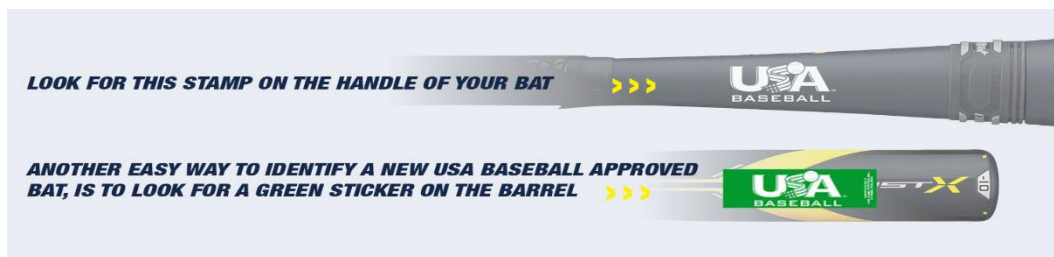 LOOK FOR THIS STAMP ON THE HANDLE OF YOUR BAT >>>
USA
BASEBALL
ANOTHER EASY WAY TO IDENTIFY A NEW USA BASEBALL APPROVED
BAT, IS TO LOOK FOR A GREEN STICKER ON THE BARREL >>>
USA
BASEBALL
STX
-10